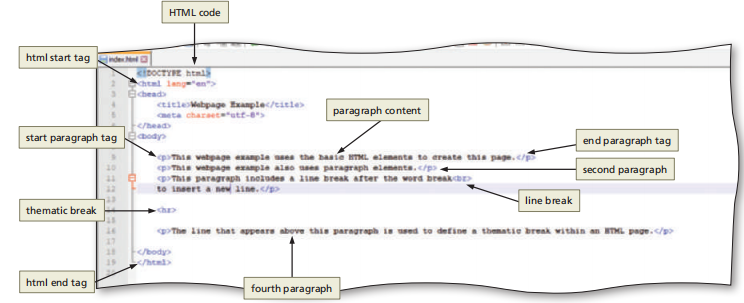 HTML code
html start tag
index.html
1 <!DOCTYPE html>
2 <html lang="en">
3 <head>
4 <title>Webpage Example</title>
5 <meta charset="utf-8">
6 </head>
7 <body>
paragraph content
start paragraph tag
end paragraph tag
9 <p>This webpage example uses the basic HTML elements to create this page.</p>
10 <p>This webpage example also uses paragraph elements.</p>
second paragraph
11 <p>This paragraph includes a line break after the word break<br>
12 to insert a new line.</p>
line break
thematic break
14 <hr>
16 <p>The line that appears above this paragraph is used to define a thematic break within an HTML page.</p>
18 </body>
19 </html>
html end tag
fourth paragraph